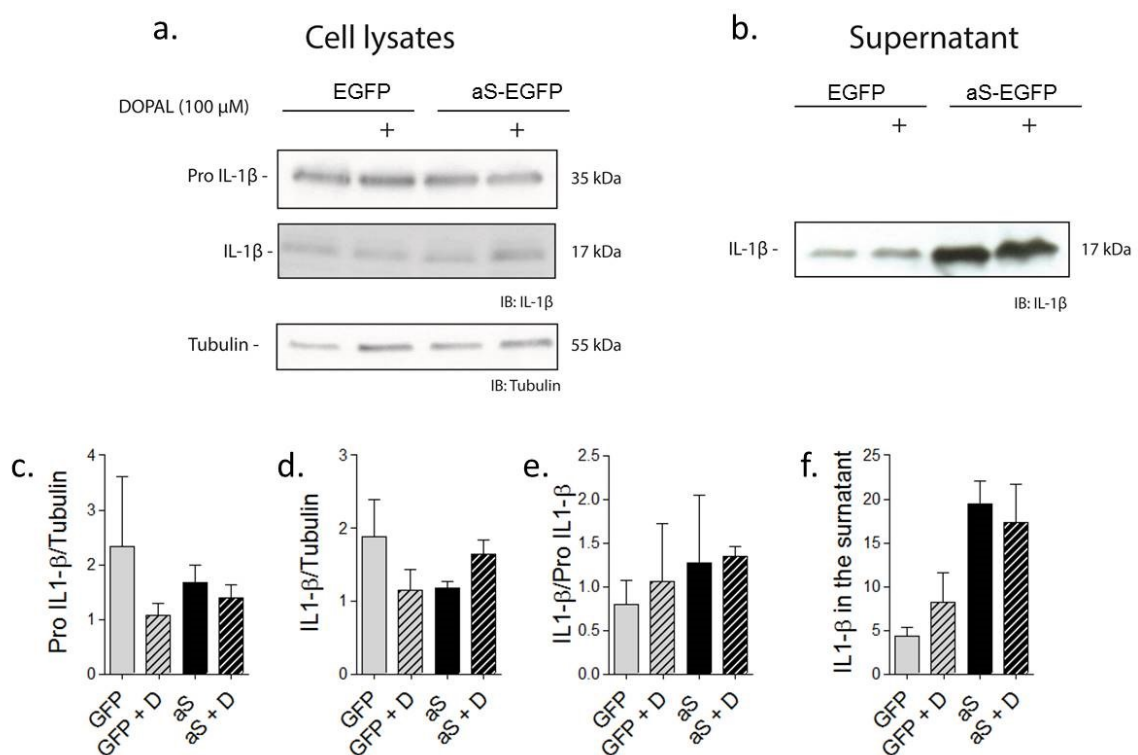 a.
Cell lysates
DOPAL (100 μM)
EGFP
aS-EGFP
+
+
Pro IL-1β -
35 kDa
IL-1β -
17 kDa
IB: IL-1β
Tubulin -
55 kDa
IB: Tubulin
b.
Supernatant
EGFP
aS-EGFP
+
+
IL-1β -
17 kDa
IB: IL-1β
c.
Pro IL1-β/Tubulin
4
3
2
1
0
GFP
GFP + D
aS
aS + D
d.
IL1-β/Tubulin
3
2
1
0
GFP
GFP + D
aS
aS + D
e.
IL1-β/Pro IL1-β
2.5
2.0
1.5
1.0
0.5
0.0
GFP
GFP + D
aS
aS + D
f.
IL1-β in the surnatant
25
20
15
10
5
0
GFP
GFP + D
aS
aS + D